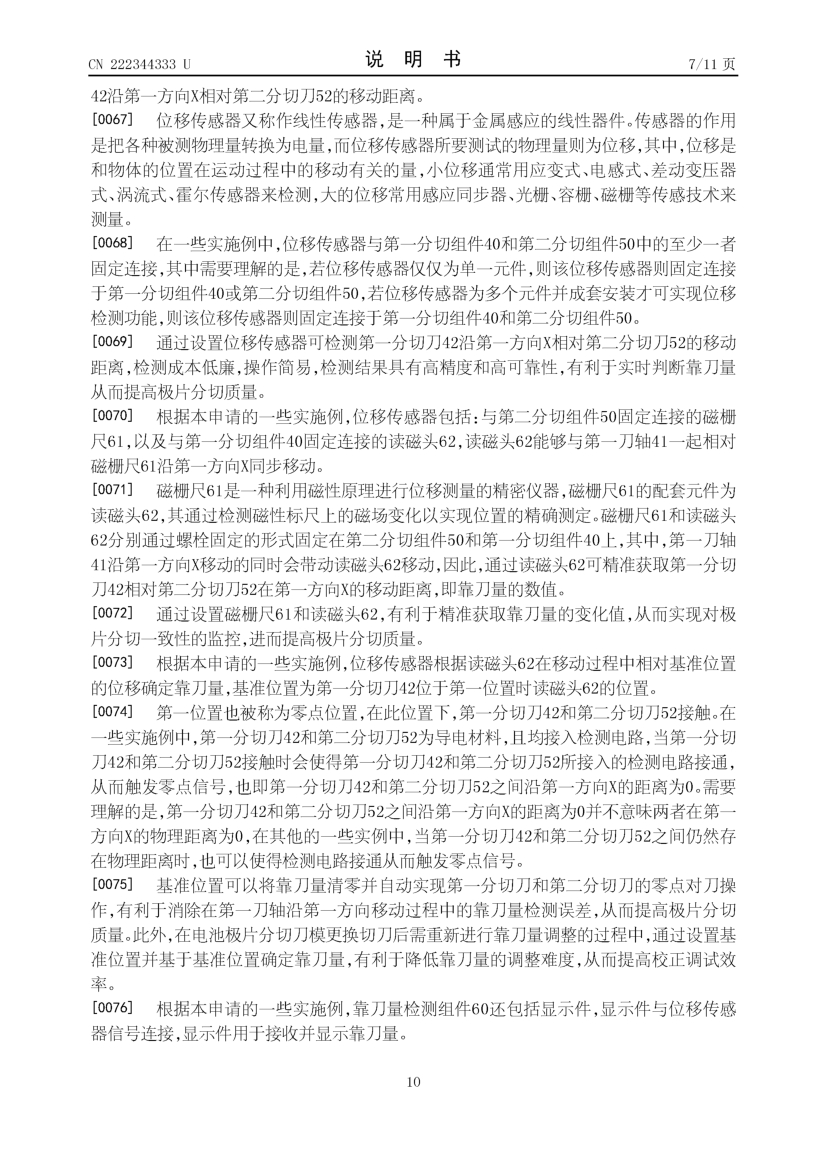 CN 222344333 U
说 明 书
7/11 页
42沿第一方向X相对第二分切刀52的移动距离。
[0067] 位移传感器又称作线性传感器,是一种属于金属感应的线性器件。传感器的作用
是把各种被测物理量转换为电量,而位移传感器所要测试的物理量则为位移,其中,位移是
和物体的位置在运动过程中的移动有关的量,小位移通常用应变式、电感式、差动变压器
式、涡流式、霍尔传感器来检测,大的位移常用感应同步器、光栅、容栅、磁栅等传感技术来
测量。
[0068] 在一些实施例中,位移传感器与第一分切组件40和第二分切组件50中的至少一者
固定连接,其中需要理解的是,若位移传感器仅仅为单一元件,则该位移传感器则固定连接
于第一分切组件40或第二分切组件50,若位移传感器为多个元件并成套安装才可实现位移
检测功能,则该位移传感器则固定连接于第一分切组件40和第二分切组件50。
[0069] 通过设置位移传感器可检测第一分切刀42沿第一方向X相对第二分切刀52的移动
距离,检测成本低廉,操作简易,检测结果具有高精度和高可靠性,有利于实时判断靠刀量
从而提高极片分切质量。
[0070] 根据本申请的一些实施例,位移传感器包括:与第二分切组件50固定连接的磁栅
尺61,以及与第一分切组件40固定连接的读磁头62,读磁头62能够与第一刀轴41一起相对
磁栅尺61沿第一方向X同步移动。
[0071] 磁栅尺61是一种利用磁性原理进行位移测量的精密仪器,磁栅尺61的配套元件为
读磁头62,其通过检测磁性标尺上的磁场变化以实现位置的精确测定。磁栅尺61和读磁头
62分别通过螺栓固定的形式固定在第二分切组件50和第一分切组件40上,其中,第一刀轴
41沿第一方向X移动的同时会带动读磁头62移动,因此,通过读磁头62可精准获取第一分切
刀42相对第二分切刀52在第一方向X的移动距离,即靠刀量的数值。
[0072] 通过设置磁栅尺61和读磁头62,有利于精准获取靠刀量的变化值,从而实现对极
片分切一致性的监控,进而提高极片分切质量。
[0073] 根据本申请的一些实施例,位移传感器根据读磁头62在移动过程中相对基准位置
的位移确定靠刀量,基准位置为第一分切刀42位于第一位置时读磁头62的位置。
[0074] 第一位置也被称为零点位置,在此位置下,第一分切刀42和第二分切刀52接触。在
一些实施例中,第一分切刀42和第二分切刀52为导电材料,且均接入检测电路,当第一分切
刀42和第二分切刀52接触时会使得第一分切刀42和第二分切刀52所接入的检测电路接通,
从而触发零点信号,也即第一分切刀42和第二分切刀52之间沿第一方向X的距离为0。需要
理解的是,第一分切刀42和第二分切刀52之间沿第一方向X的距离为0并不意味两者在第一
方向X的物理距离为0,在其他的一些实例中,当第一分切刀42和第二分切刀52之间仍然存
在物理距离时,也可以使得检测电路接通从而触发零点信号。
[0075] 基准位置可以将靠刀量清零并自动实现第一分切刀和第二分切刀的零点对刀操
作,有利于消除在第一刀轴沿第一方向移动过程中的靠刀量检测误差,从而提高极片分切
质量。此外,在电池极片分切刀模更换切刀后需重新进行靠刀量调整的过程中,通过设置基
准位置并基于基准位置确定靠刀量,有利于降低靠刀量的调整难度,从而提高校正调试效
率。
[0076] 根据本申请的一些实施例,靠刀量检测组件60还包括显示件,显示件与位移传感
器信号连接,显示件用于接收并显示靠刀量。
10